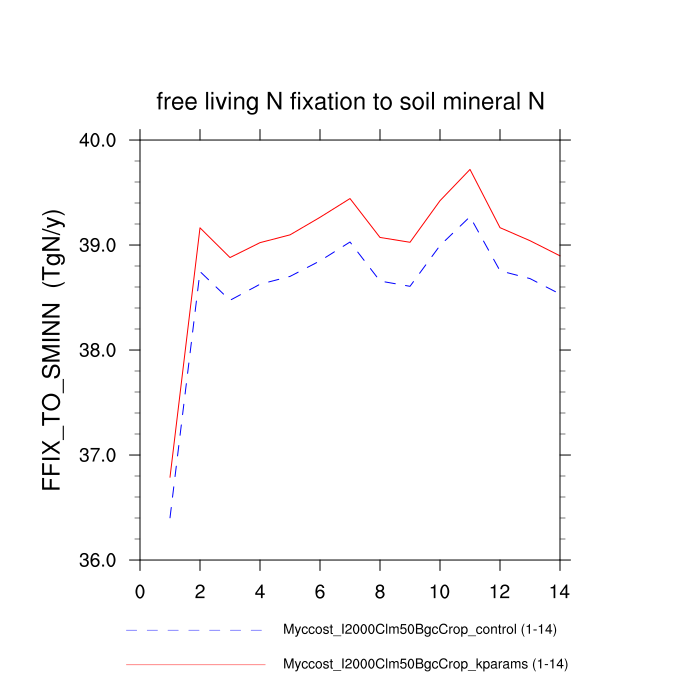 free living N fixation to soil mineral N
FFIX_TO_SMINN (TgN/y)
40.0
39.0
38.0
37.0
36.0
0 2 4 6 8 10 12 14
Myccost_I2000Clm50BgcCrop_control (1-14)
Myccost_I2000Clm50BgcCrop_kparams (1-14)